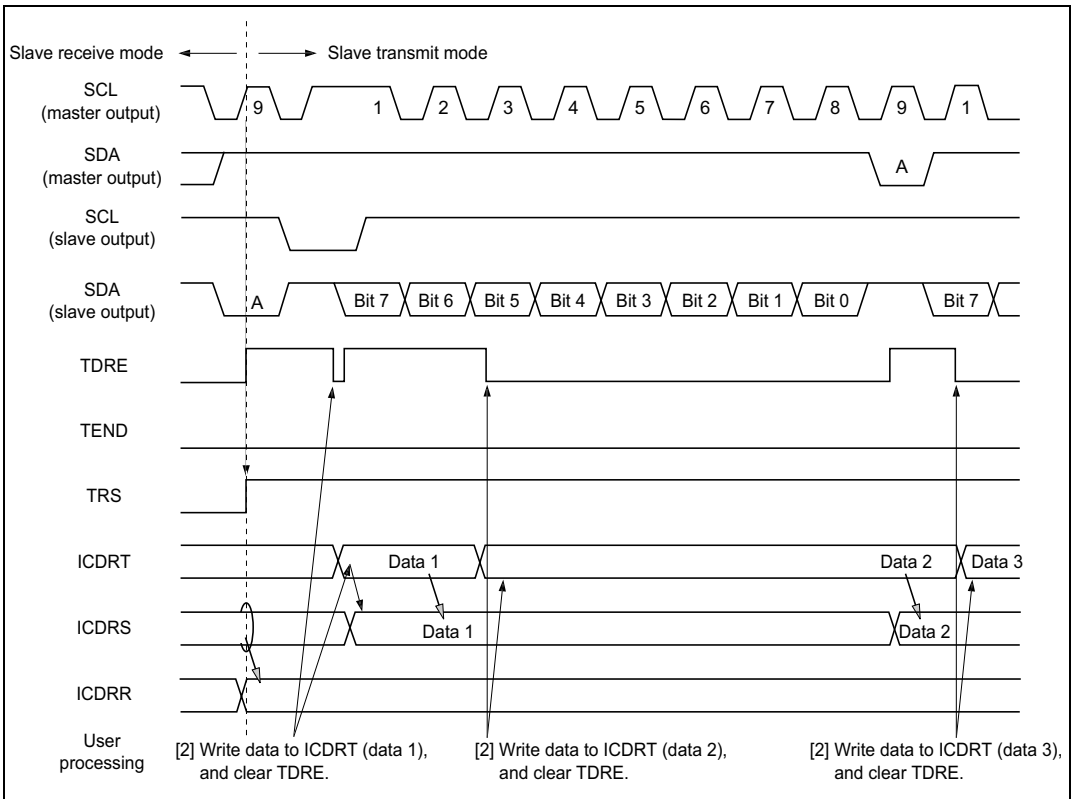 Slave receive mode
Slave transmit mode
SCL
(master output)
9 1 2 3 4 5 6 7 8 9 1
SDA
(master output)
A
SCL
(slave output)
SDA
(slave output)
A Bit 7 Bit 6 Bit 5 Bit 4 Bit 3 Bit 2 Bit 1 Bit 0 Bit 7
TDRE
TEND
TRS
ICDRT
Data 1 Data 2 Data 3
ICDRS
Data 1 Data 2
ICDRR
User
processing
[2] Write data to ICDRT (data 1),
and clear TDRE.
[2] Write data to ICDRT (data 2),
and clear TDRE.
[2] Write data to ICDRT (data 3),
and clear TDRE.